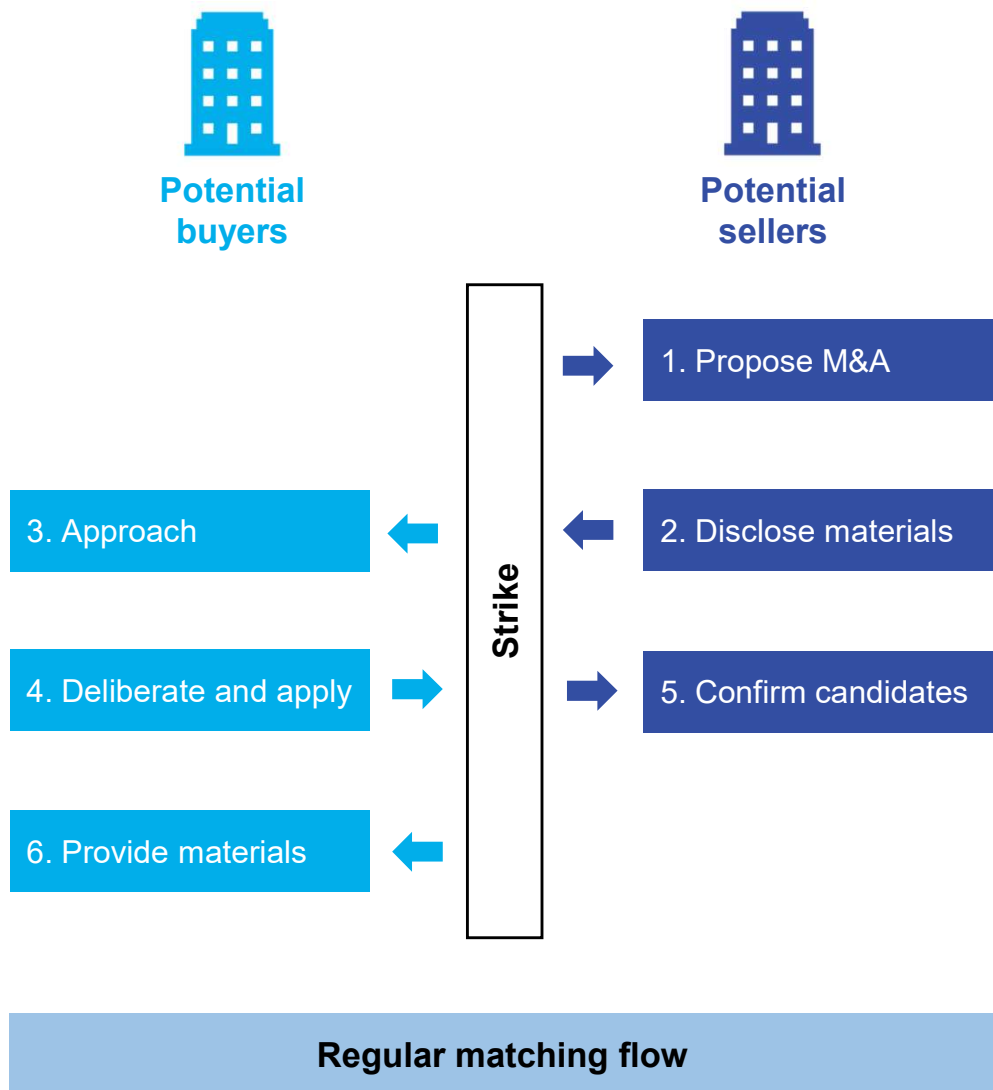 Potential
buyers
Potential
sellers
1. Propose M&A
3. Approach
2. Disclose materials
Strike
4. Deliberate and apply
5. Confirm candidates
6. Provide materials
Regular matching flow